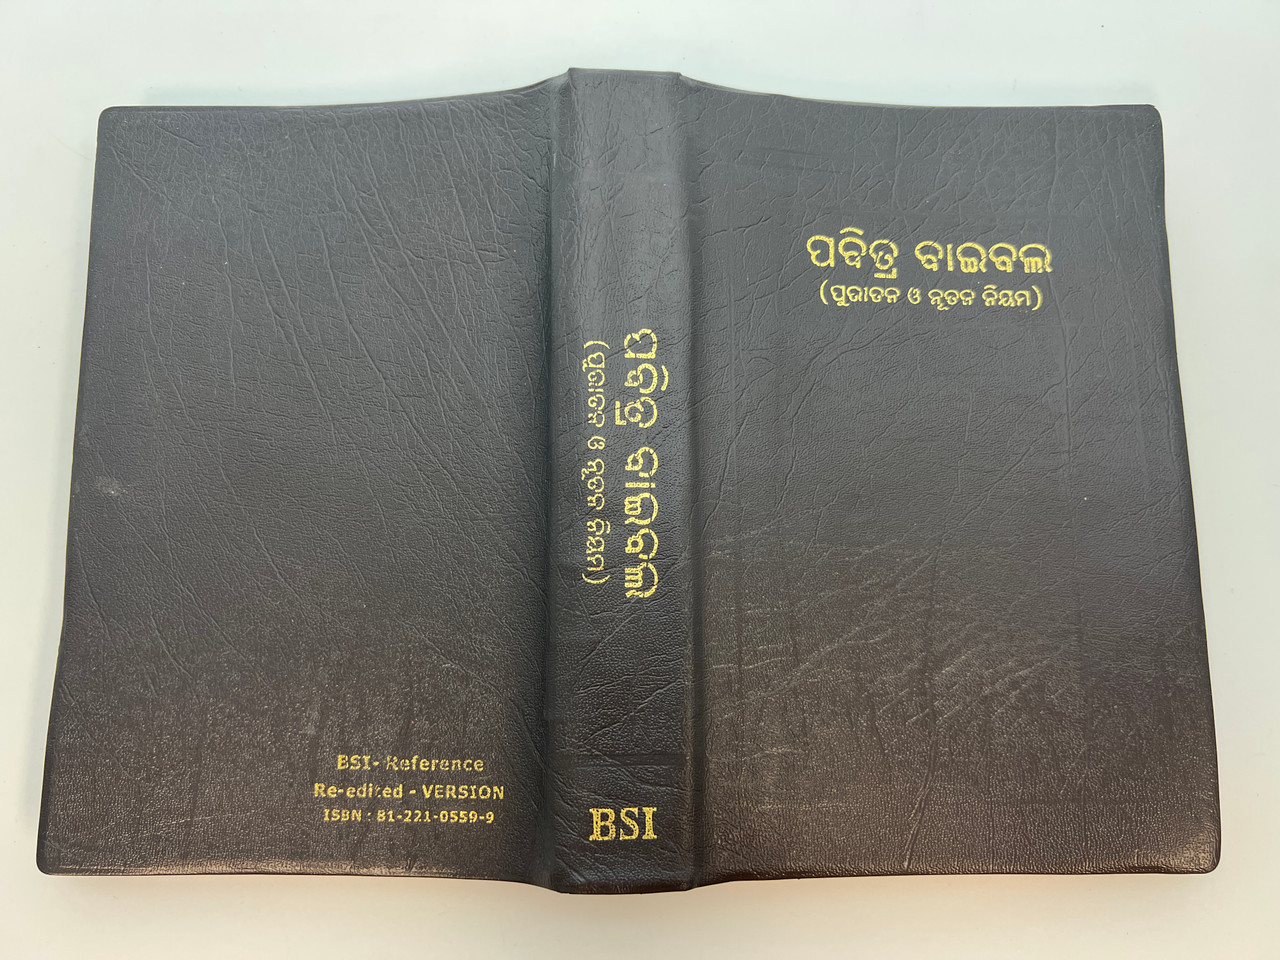 ପବିତ୍ର ବାଇବଲ
(ପୁରାତନ ଓ ନୂତନ ନିୟମ)
ପବିତ୍ର ବାଇବଲ
(ପୁରାତନ ଓ ନୂତନ ନିୟମ)
BSI
BSI- Reference
Re-edited - VERSION
ISBN : 81-221-0559-9